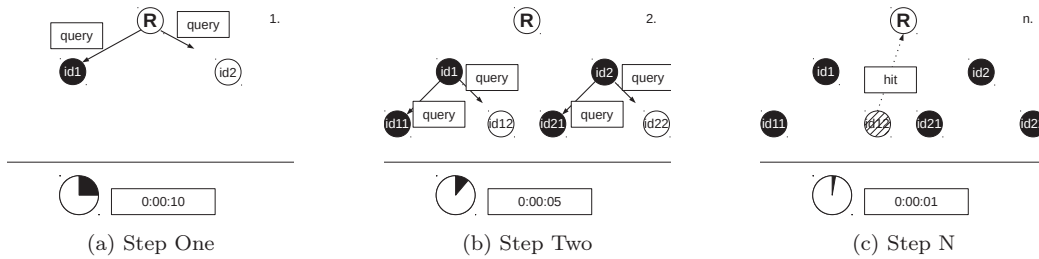 R
1.
query
query
id1
id2
0:00:10
(a) Step One
R
2.
id1
id2
query
query
id11
query
id12
id21
query
id22
0:00:05
(b) Step Two
R
n.
id1
id2
hit
id11
id12
id21
0:00:01
(c) Step N